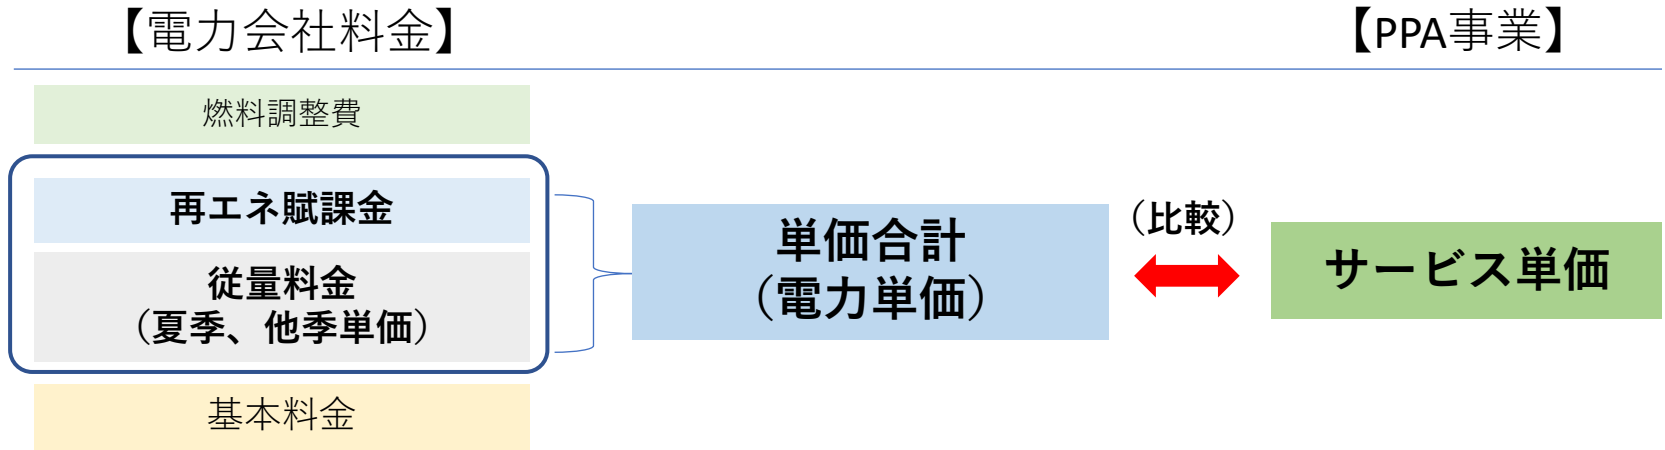 【電力会社料金】
【PPA事業】
燃料調整費
再エネ賦課金
従量料金
（夏季、他季単価）
基本料金
単価合計
（電力単価）
（比較）
サービス単価